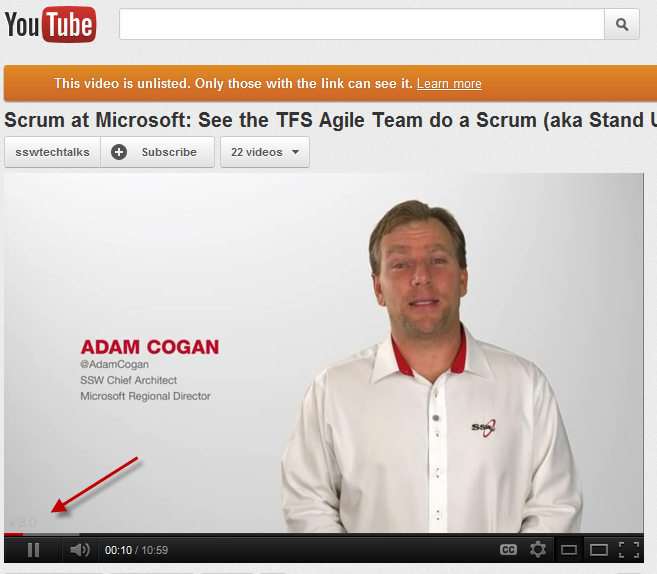 YouTube
This video is unlisted. Only those with the link can see it. Learn more
Scrum at Microsoft: See the TFS Agile Team do a Scrum (aka Stand U
sswtechtalks
Subscribe
22 videos
ADAM COGAN
@AdamCogan
SSW Chief Architect
Microsoft Regional Director
SSW
V3.0
00:10 / 10:59
CC